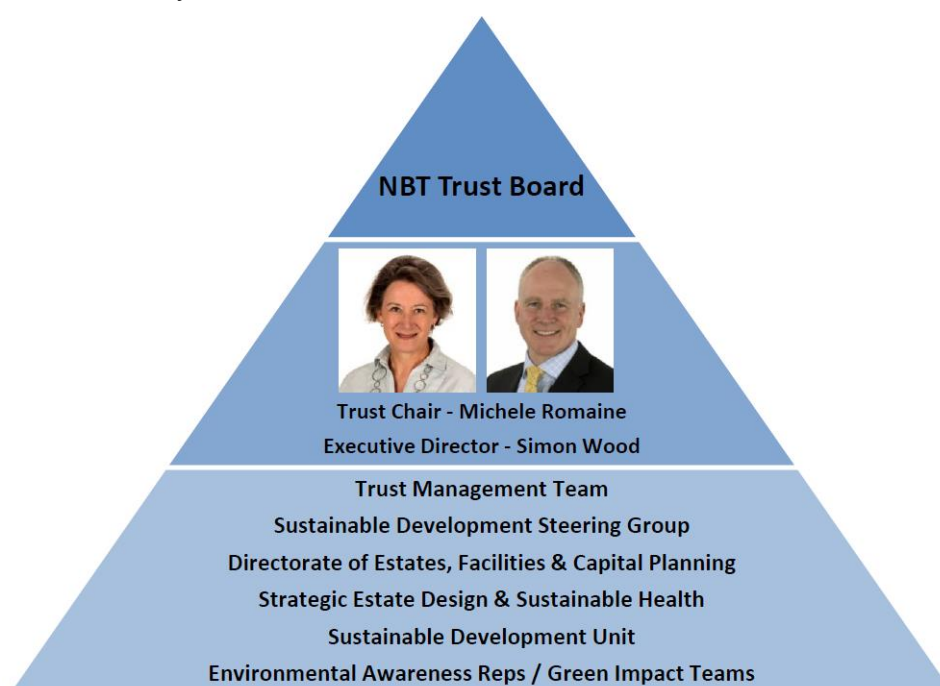 NBT Trust Board
Trust Chair - Michele Romaine
Executive Director - Simon Wood
Trust Management Team
Sustainable Development Steering Group
Directorate of Estates, Facilities & Capital Planning
Strategic Estate Design & Sustainable Health
Sustainable Development Unit
Environmental Awareness Reps / Green Impact Teams